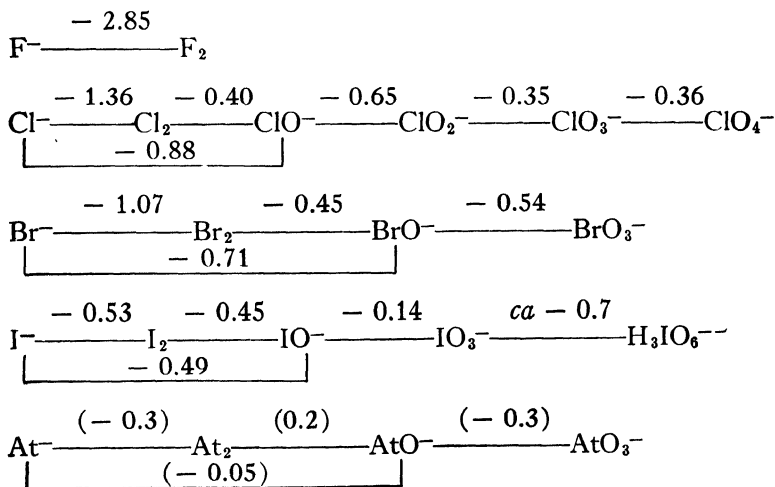 − 2.85
F⁻ F₂
− 1.36 − 0.40 − 0.65 − 0.35 − 0.36
Cl⁻ Cl₂ ClO⁻ ClO₂⁻ ClO₃⁻ ClO₄⁻
− 0.88
− 1.07 − 0.45 − 0.54
Br⁻ Br₂ BrO⁻ BrO₃⁻
− 0.71
− 0.53 − 0.45 − 0.14 ca − 0.7
I⁻ I₂ IO⁻ IO₃⁻ H₃IO₆⁻⁻
− 0.49
(− 0.3) (0.2) (− 0.3)
At⁻ At₂ AtO⁻ AtO₃⁻
(− 0.05)